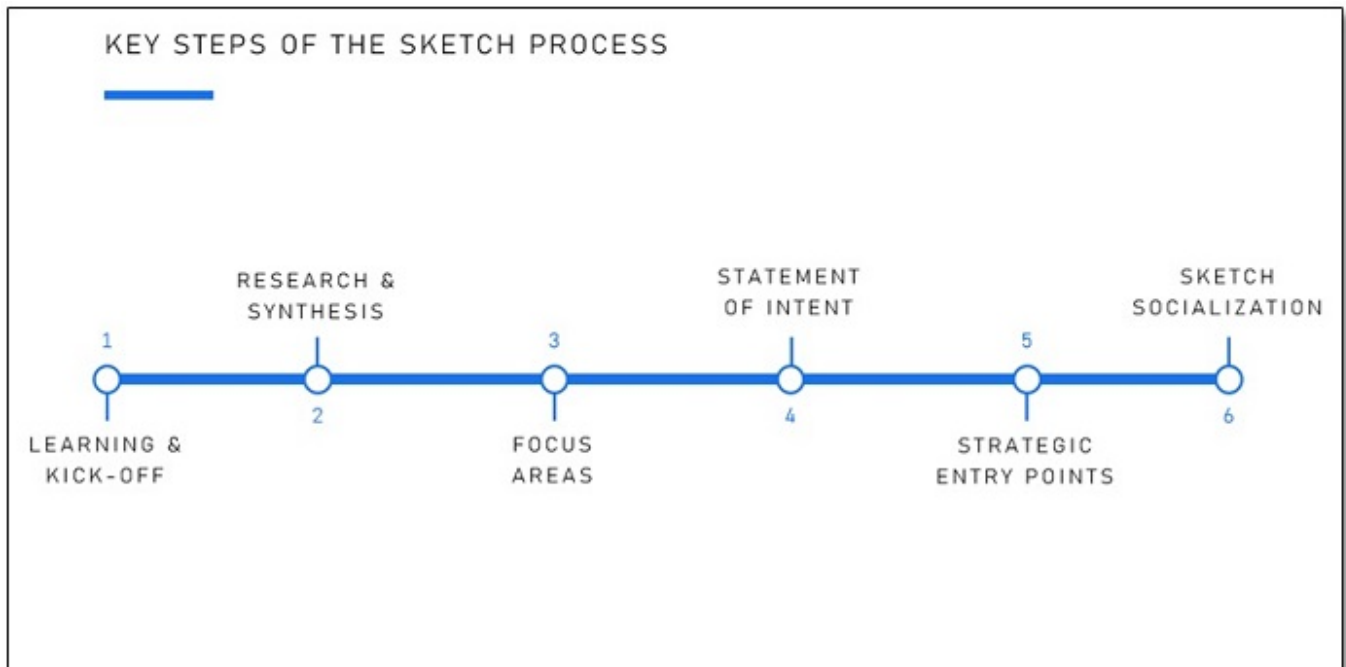 KEY STEPS OF THE SKETCH PROCESS
1
LEARNING &
KICK-OFF
RESEARCH &
SYNTHESIS
2
3
FOCUS
AREAS
STATEMENT
OF INTENT
4
5
STRATEGIC
ENTRY POINTS
SKETCH
SOCIALIZATION
6